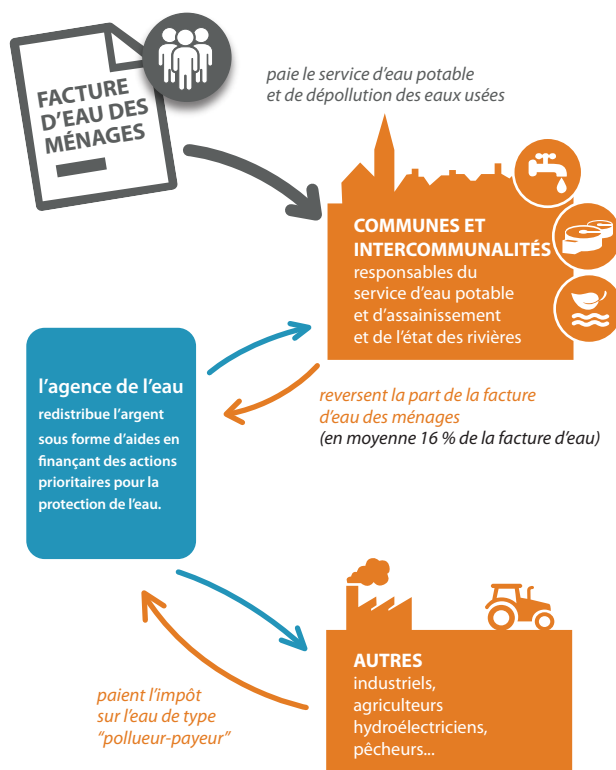 FACTURE
D'EAU DES
MÉNAGES
paie le service d'eau potable
et de dépollution des eaux usées
COMMUNES ET
INTERCOMMUNALITÉS
responsables du
service d'eau potable
et d'assainissement
et de l'état des rivières
l'agence de l'eau
redistribue l'argent
sous forme d'aides en
finançant des actions
prioritaires pour la
protection de l'eau.
reversent la part de la facture
d'eau des ménages
(en moyenne 16 % de la facture d'eau)
AUTRES
industriels,
agriculteurs
hydroélectriciens,
pêcheurs...
paient l'impôt
sur l'eau de type
"pollueur-payeur"